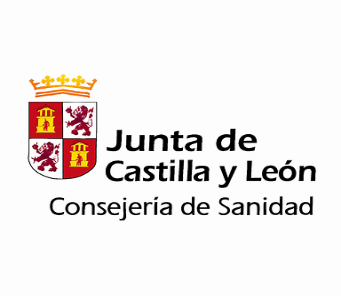 Junta de
Castilla y León
Consejería de Sanidad